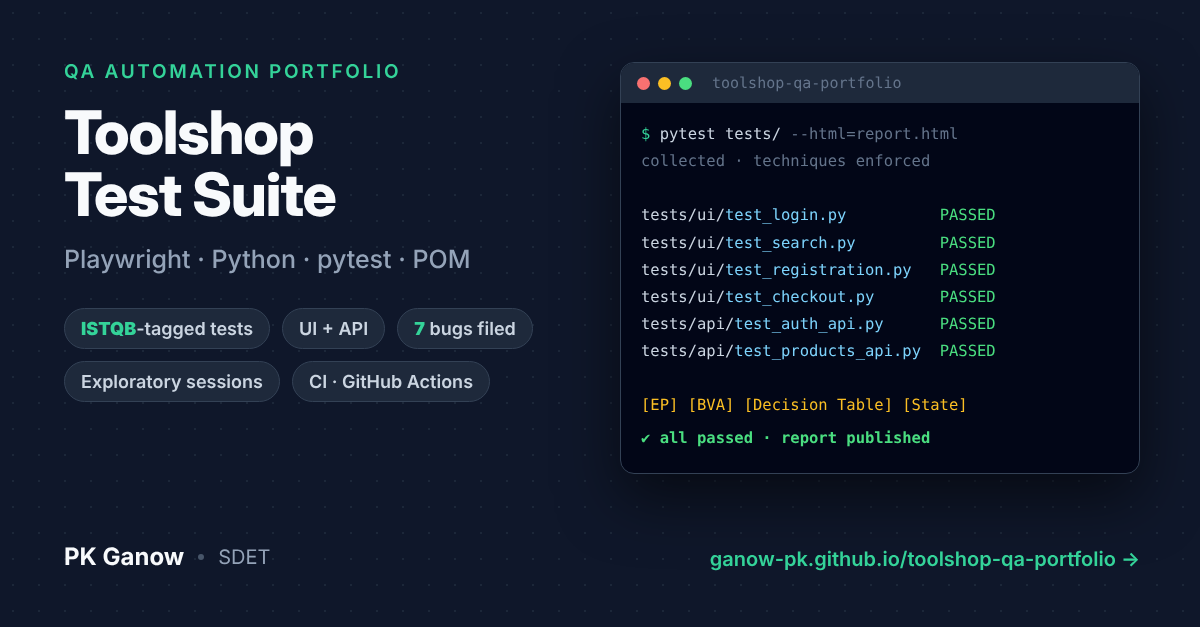 QA AUTOMATION PORTFOLIO
Toolshop
Test Suite
Playwright · Python · pytest · POM
ISTQB-tagged tests
UI + API
7 bugs filed
Exploratory sessions
CI · GitHub Actions
PK Ganow • SDET
toolshop-qa-portfolio
$ pytest tests/ --html=report.html
collected · techniques enforced
tests/ui/test_login.py PASSED
tests/ui/test_search.py PASSED
tests/ui/test_registration.py PASSED
tests/ui/test_checkout.py PASSED
tests/api/test_auth_api.py PASSED
tests/api/test_products_api.py PASSED
[EP] [BVA] [Decision Table] [State]
✔ all passed · report published
ganow-pk.github.io/toolshop-qa-portfolio →